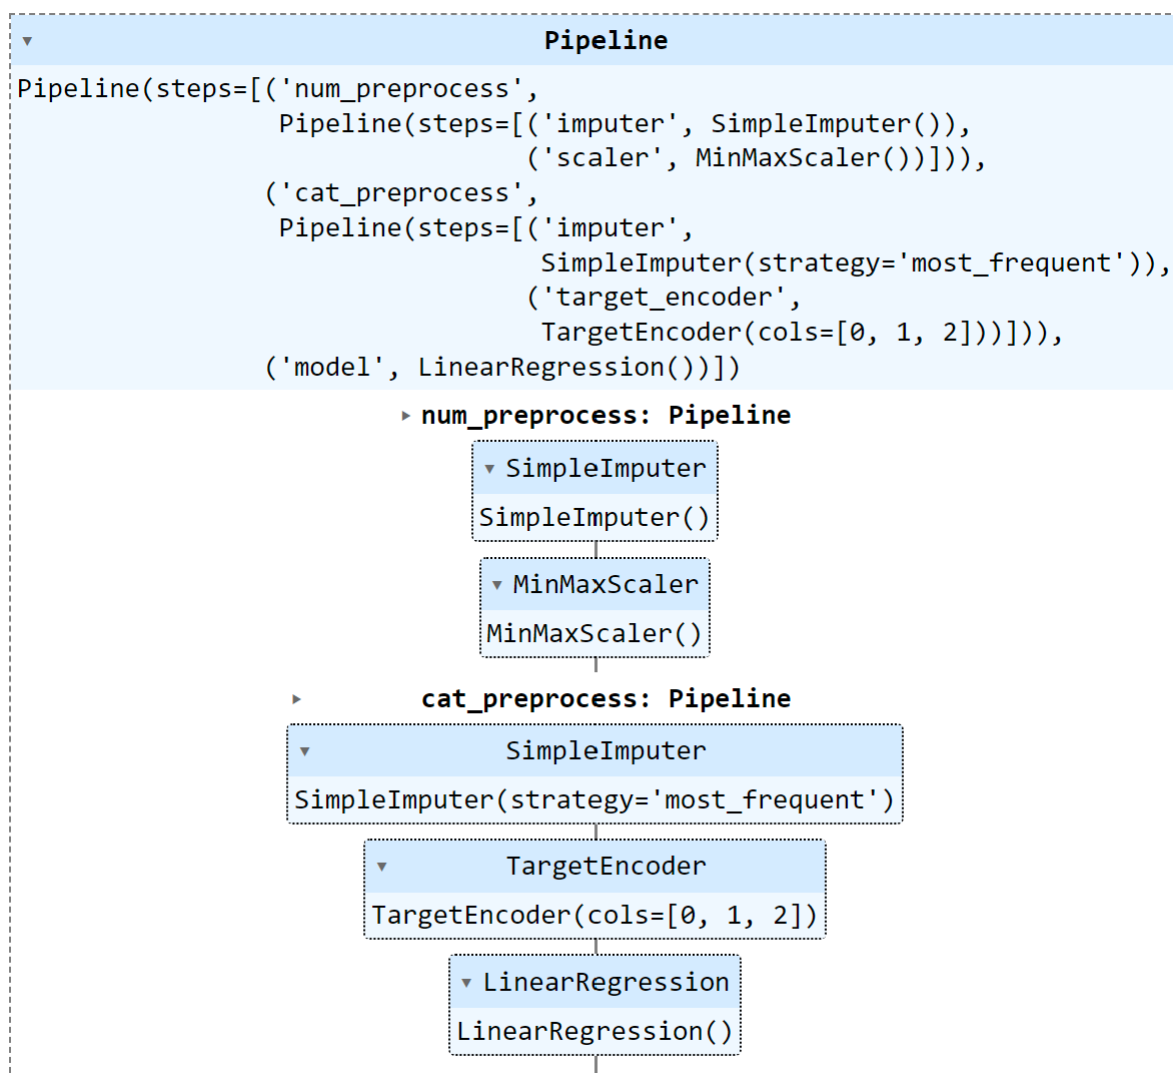 Pipeline
Pipeline(steps=[('num_preprocess',
Pipeline(steps=[('imputer', SimpleImputer()),
('scaler', MinMaxScaler())])),
('cat_preprocess',
Pipeline(steps=[('imputer',
SimpleImputer(strategy='most_frequent')),
('target_encoder',
TargetEncoder(cols=[0, 1, 2]))])),
('model', LinearRegression())])
num_preprocess: Pipeline
SimpleImputer
SimpleImputer()
MinMaxScaler
MinMaxScaler()
cat_preprocess: Pipeline
SimpleImputer
SimpleImputer(strategy='most_frequent')
TargetEncoder
TargetEncoder(cols=[0, 1, 2])
LinearRegression
LinearRegression()